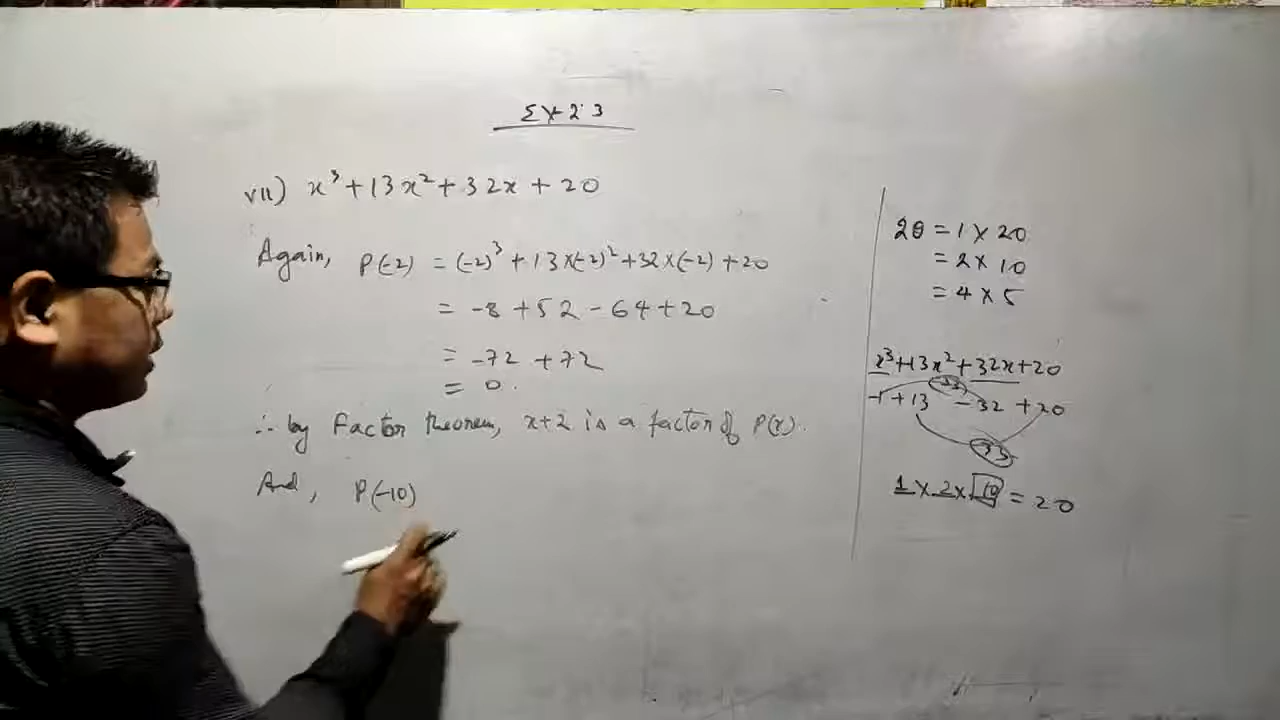 Ex-2.3
vii) x³ + 13x² + 32x + 20
Again, P(-2) = (-2)³ + 13×(-2)² + 32×(-2) + 20
= -8 + 52 - 64 + 20
= -72 + 72
= 0.
∴ by Factor theorem, x+2 is a factor of P(x).
And, P(-10)
20 = 1 × 20
= 2 × 10
= 4 × 5
x³+13x²+32x+20
-1+13 -32 +20
33
1 × 2 × 10 = 20